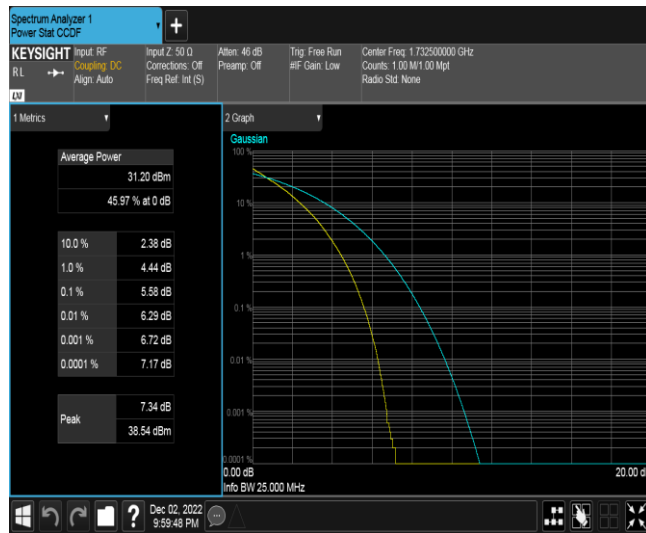 Spectrum Analyzer 1
Power Stat CCDF
+
KEYSIGHT
RL
LXI
Input: RF
Coupling: DC
Align: Auto
Input Z: 50 Ω
Corrections: Off
Freq Ref: Int (S)
Atten: 46 dB
Preamp: Off
Trig: Free Run
#IF Gain: Low
Center Freq: 1.732500000 GHz
Counts: 1.00 M/1.00 Mpt
Radio Std: None
1 Metrics
Average Power
31.20 dBm
45.97 % at 0 dB
10.0 % 2.38 dB
1.0 % 4.44 dB
0.1 % 5.58 dB
0.01 % 6.29 dB
0.001 % 6.72 dB
0.0001 % 7.17 dB
Peak
7.34 dB
38.54 dBm
2 Graph
Gaussian
100 %
10 %
1 %
0.1 %
0.01 %
0.001 %
0.0001 %
0.00 dB
20.00 d
Info BW 25.000 MHz
?
Dec 02, 2022
9:59:48 PM